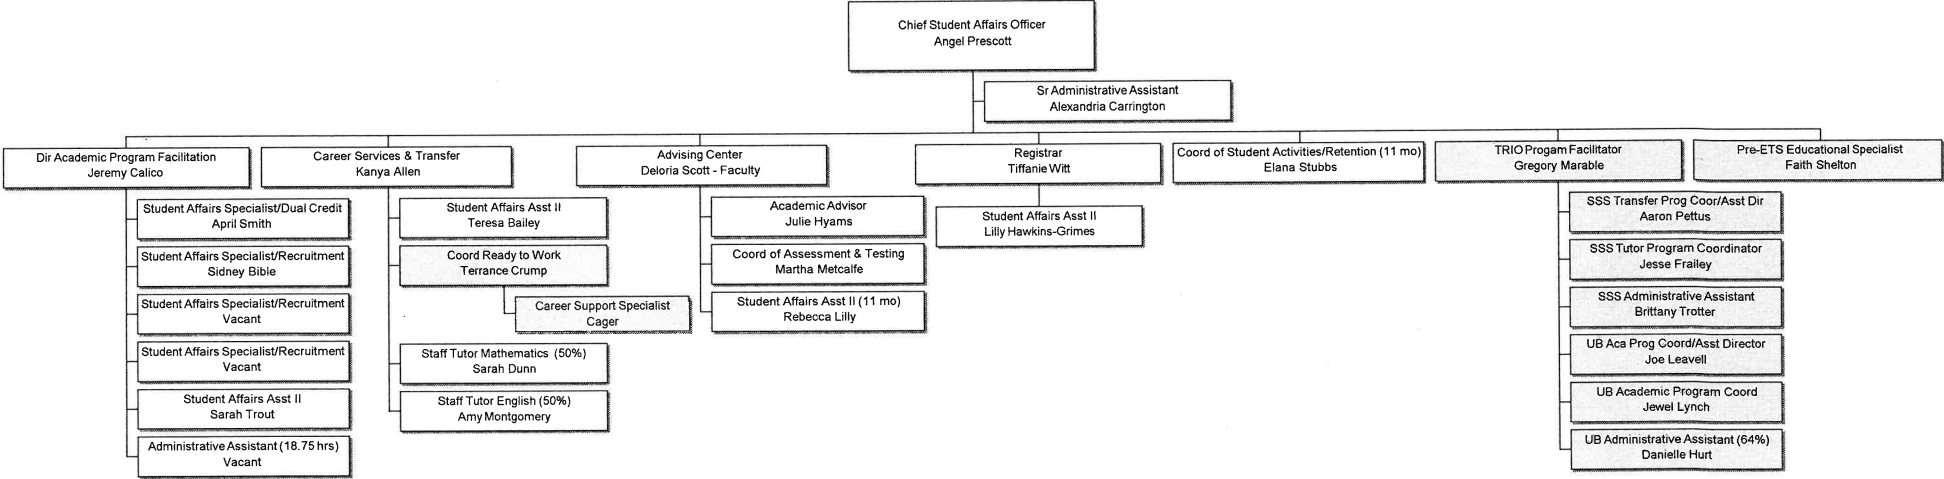 Chief Student Affairs Officer
Angel Prescott
Sr Administrative Assistant
Alexandria Carrington
Dir Academic Program Facilitation
Jeremy Calico
Student Affairs Specialist/Dual Credit
April Smith
Student Affairs Specialist/Recruitment
Sidney Bible
Student Affairs Specialist/Recruitment
Vacant
Student Affairs Specialist/Recruitment
Vacant
Student Affairs Asst II
Sarah Trout
Administrative Assistant (18.75 hrs)
Vacant
Career Services & Transfer
Kanya Allen
Student Affairs Asst II
Teresa Bailey
Coord Ready to Work
Terrance Crump
Career Support Specialist
Cager
Staff Tutor Mathematics (50%)
Sarah Dunn
Staff Tutor English (50%)
Amy Montgomery
Advising Center
Deloria Scott - Faculty
Academic Advisor
Julie Hyams
Coord of Assessment & Testing
Martha Metcalfe
Student Affairs Asst II (11 mo)
Rebecca Lilly
Registrar
Tiffanie Witt
Student Affairs Asst II
Lilly Hawkins-Grimes
Coord of Student Activities/Retention (11 mo)
Elana Stubbs
TRIO Progam Facilitator
Gregory Marable
SSS Transfer Prog Coor/Asst Dir
Aaron Pettus
SSS Tutor Program Coordinator
Jesse Frailey
SSS Administrative Assistant
Brittany Trotter
UB Aca Prog Coord/Asst Director
Joe Leavell
UB Academic Program Coord
Jewel Lynch
UB Administrative Assistant (64%)
Danielle Hurt
Pre-ETS Educational Specialist
Faith Shelton